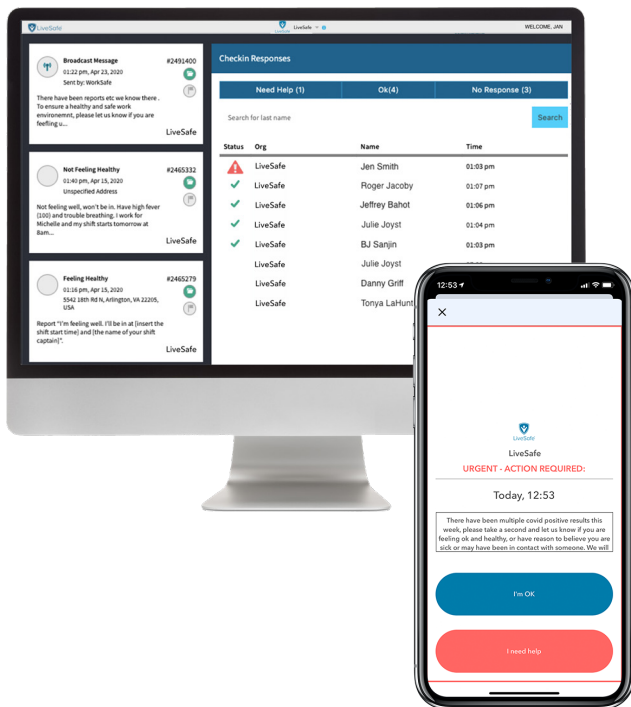 LiveSafe
LiveSafe
LiveSafe
WELCOME, JAN
Broadcast Message #2491400
01:22 pm, Apr 23, 2020
Sent by: WorkSafe
There have been reports etc we know there .
To ensure a healthy and safe work
environemnt, please let us know if you are
feefling u...
LiveSafe
Not Feeling Healthy #2465332
01:40 pm, Apr 15, 2020
Unspecified Address
Not feeling well, won't be in. Have high fever
(100) and trouble breathing. I work for
Michelle and my shift starts tomorrow at
8am...
LiveSafe
Feeling Healthy #2465279
01:16 pm, Apr 15, 2020
5542 18th Rd N, Arlington, VA 22205,
USA
Report "I'm feeling well. I'll be in at [insert the
shift start time] and [the name of your shift
captain]".
LiveSafe
Checkin Responses
Need Help (1) Ok(4) No Response (3)
Search for last name Search
Status Org Name Time
LiveSafe Jen Smith 01:03 pm
LiveSafe Roger Jacoby 01:07 pm
LiveSafe Jeffrey Bahot 01:06 pm
LiveSafe Julie Joyst 01:04 pm
LiveSafe BJ Sanjin 01:03 pm
LiveSafe Julie Joyst
LiveSafe Danny Griff
LiveSafe Tonya LaHunt
12:53
LiveSafe
LiveSafe
URGENT - ACTION REQUIRED:
Today, 12:53
There have been multiple covid positive results this
week, please take a second and let us know if you are
feeling ok and healthy, or have reason to believe you are
sick or may have been in contact with someone. We will
I'm OK
I need help